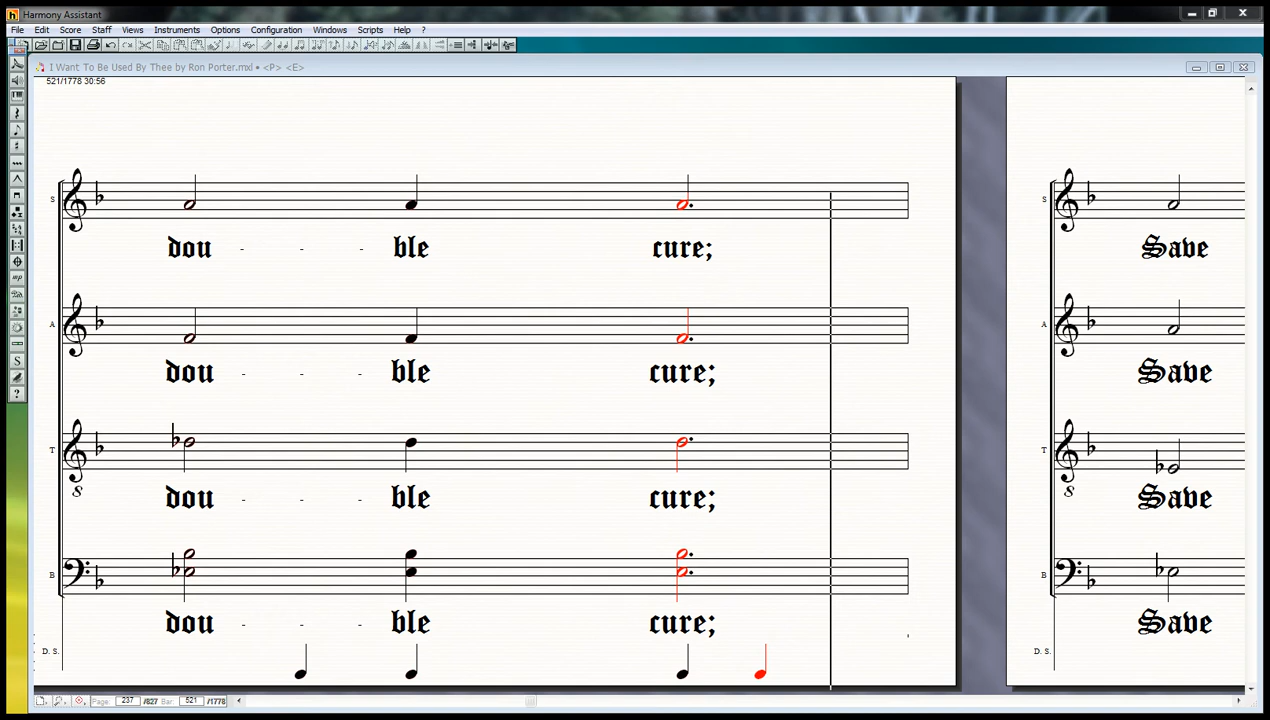 Harmony Assistant
File Edit Score Staff Views Instruments Options Configuration Windows Scripts Help ?
I Want To Be Used By Thee by Ron Porter.mxl • <P> <E>
521/1778 30:56
S
dou - - - ble cure; Save
A
dou - - - ble cure; Save
T
8
dou - - - ble cure; Save
B
dou - - - ble cure; Save
D. S. D. S.
Page: 237 /827 Bar: 521 /1778